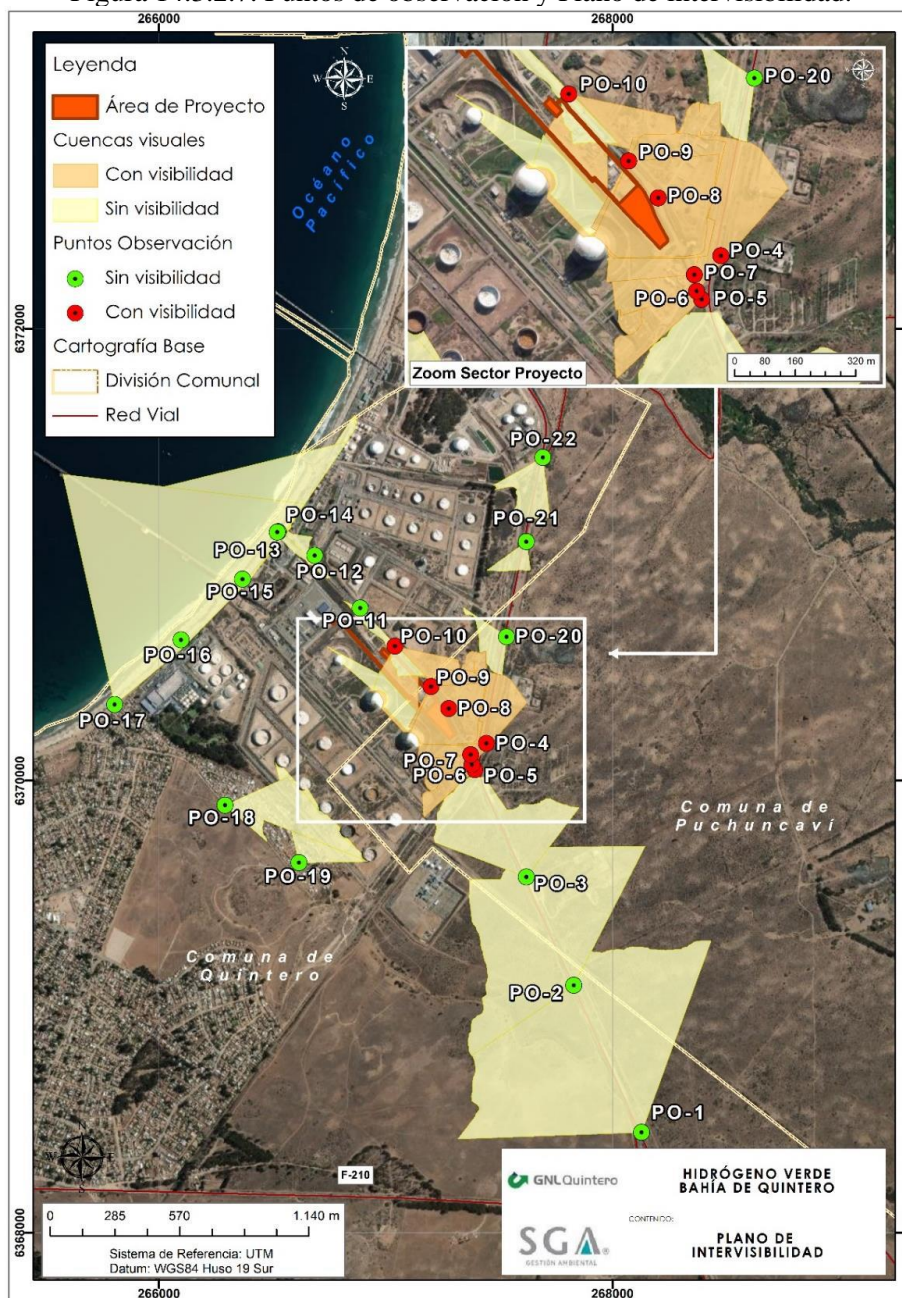 Figura 14.3.2.7. Puntos de observación y Plano de intervisibilidad.
266000
268000
Leyenda
Área de Proyecto
Cuencas visuales
Con visibilidad
Sin visibilidad
Puntos Observación
Sin visibilidad
Con visibilidad
Cartografía Base
División Comunal
Red Vial
N
W
E
S
Océano
Pacífico
PO-10
PO-20
PO-9
PO-8
PO-4
PO-7
PO-6
PO-5
Zoom Sector Proyecto
0 80 160 320 m
6372000
6372000
PO-22
PO-14
PO-21
PO-13
PO-12
PO-15
PO-11
PO-10
PO-20
PO-16
PO-9
PO-8
PO-17
PO-4
PO-7
PO-6
PO-5
6370000
6370000
PO-18
Comuna de
Puchuncaví
PO-19
PO-3
Comuna de
Quintero
PO-2
PO-1
N
W
E
S
F-210
GNLQuintero
HIDRÓGENO VERDE
BAHÍA DE QUINTERO
CONTENIDO:
SGA
GESTIÓN AMBIENTAL
PLANO DE
INTERVISIBILIDAD
0 285 570 1.140 m
Sistema de Referencia: UTM
Datum: WGS84 Huso 19 Sur
6368000
6368000
266000
268000